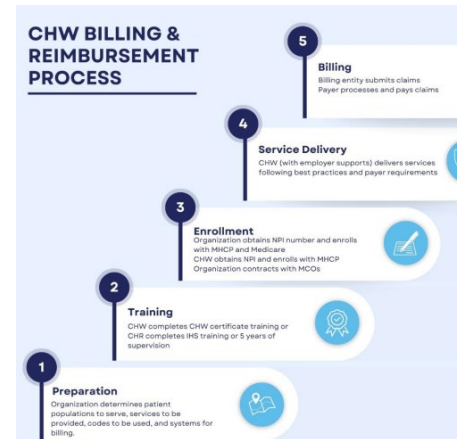 CHW BILLING &
REIMBURSEMENT
PROCESS
5
Billing
Billing entity submits claims
Payer processes and pays claims
4
Service Delivery
CHW (with employer supports) delivers services
following best practices and payer requirements
3
Enrollment
Organization obtains NPI number and enrolls
with MHCP and Medicare
CHW obtains NPI and enrolls with MHCP
Organization contracts with MCOs
2
Training
CHW completes CHW certificate training or
CHR completes IHS training or 5 years of
supervision
1
Preparation
Organization determines patient
populations to serve, services to be
provided, codes to be used, and systems for
billing.